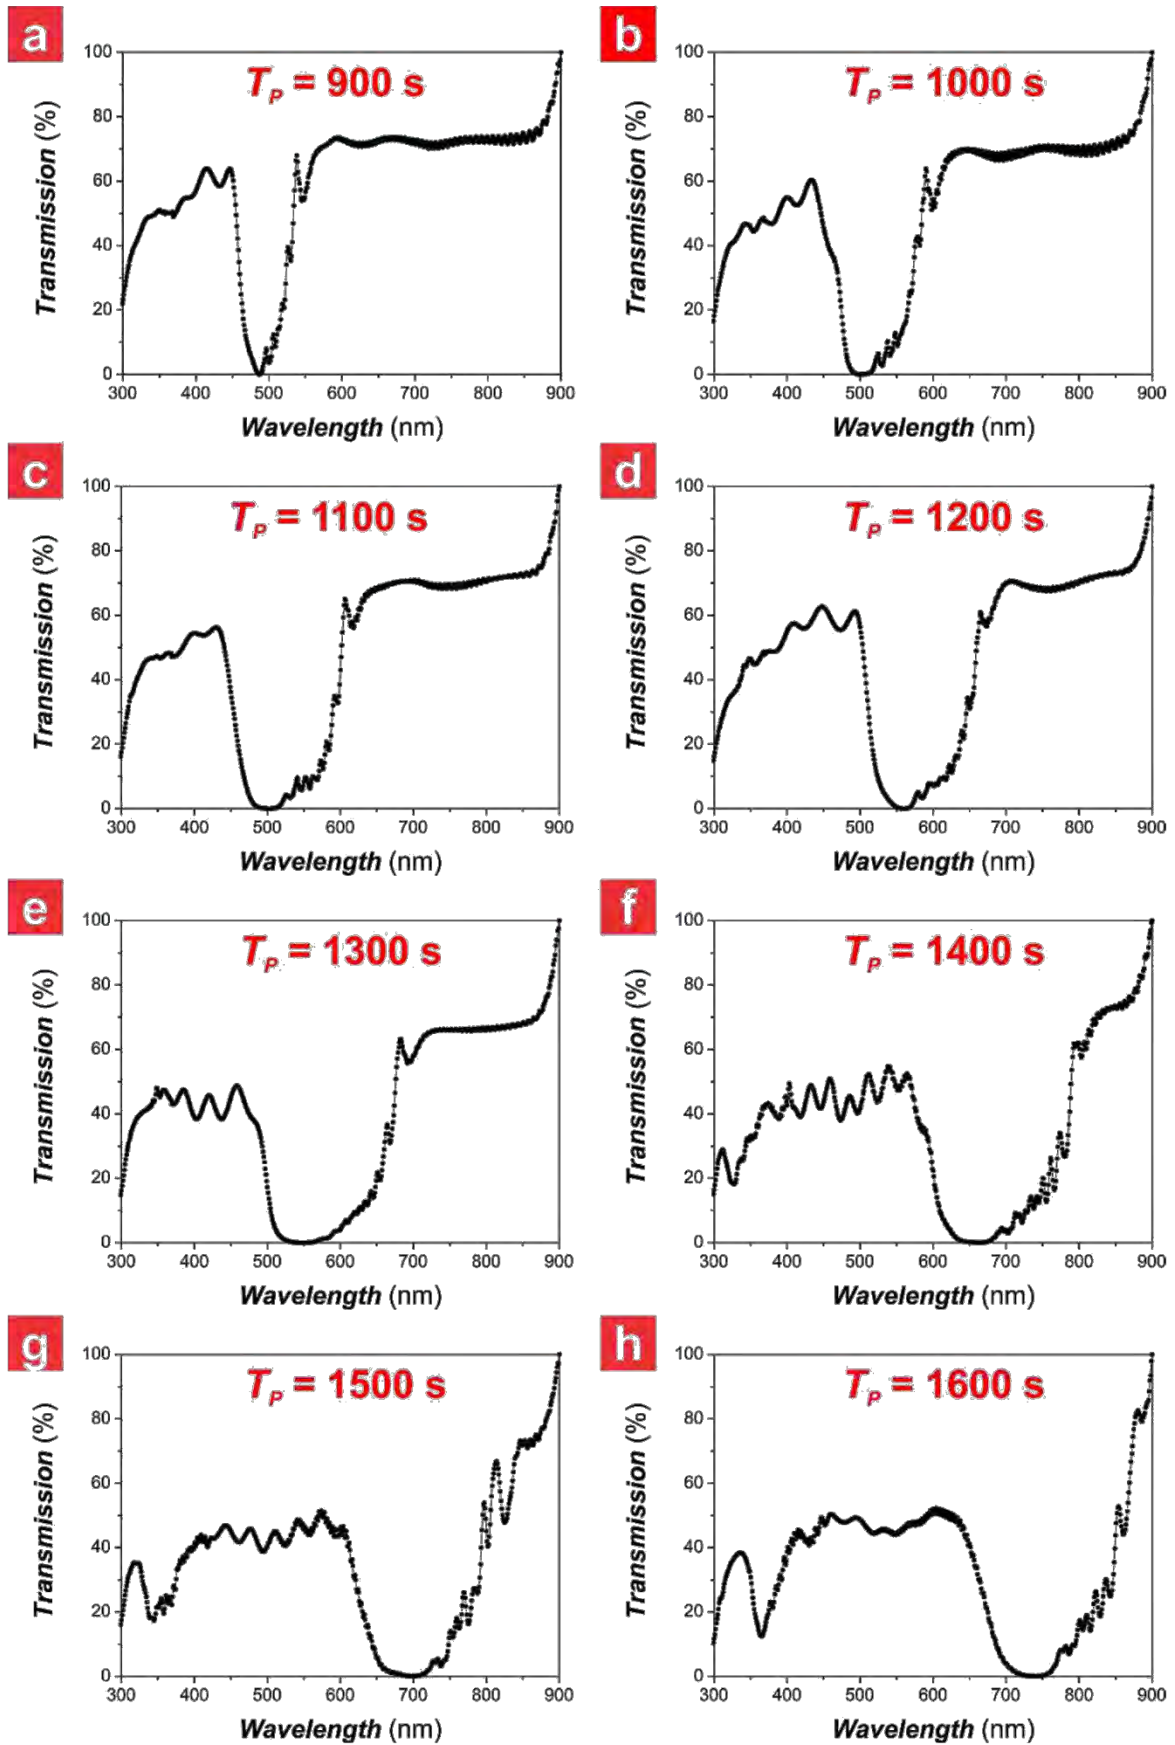 a
T_P = 900 s
100
80
60
40
20
0
Transmission (%)
300 400 500 600 700 800 900
Wavelength (nm)
b
T_P = 1000 s
100
80
60
40
20
0
Transmission (%)
300 400 500 600 700 800 900
Wavelength (nm)
c
T_P = 1100 s
100
80
60
40
20
0
Transmission (%)
300 400 500 600 700 800 900
Wavelength (nm)
d
T_P = 1200 s
100
80
60
40
20
0
Transmission (%)
300 400 500 600 700 800 900
Wavelength (nm)
e
T_P = 1300 s
100
80
60
40
20
0
Transmission (%)
300 400 500 600 700 800 900
Wavelength (nm)
f
T_P = 1400 s
100
80
60
40
20
0
Transmission (%)
300 400 500 600 700 800 900
Wavelength (nm)
g
T_P = 1500 s
100
80
60
40
20
0
Transmission (%)
300 400 500 600 700 800 900
Wavelength (nm)
h
T_P = 1600 s
100
80
60
40
20
0
Transmission (%)
300 400 500 600 700 800 900
Wavelength (nm)